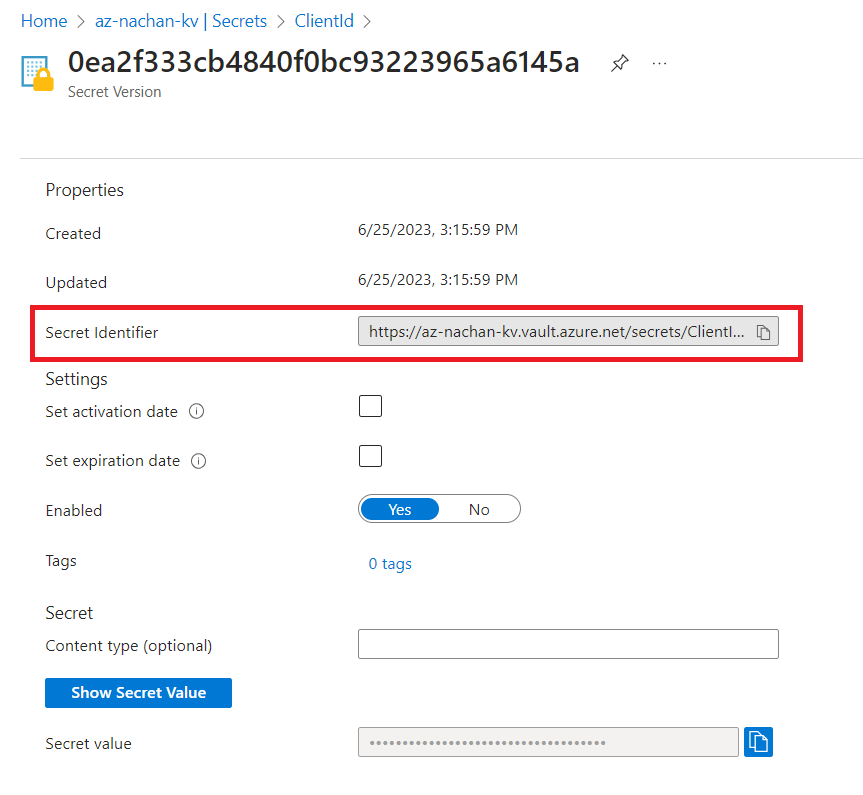 Home > az-nachan-kv | Secrets > ClientId >
0ea2f333cb4840f0bc93223965a6145a
...
Secret Version
Properties
Created 6/25/2023, 3:15:59 PM
Updated 6/25/2023, 3:15:59 PM
Secret Identifier https://az-nachan-kv.vault.azure.net/secrets/ClientI...
Settings
Set activation date
Set expiration date
Enabled Yes No
Tags 0 tags
Secret
Content type (optional)
Show Secret Value
Secret value ••••••••••••••••••••••••••••••••••••